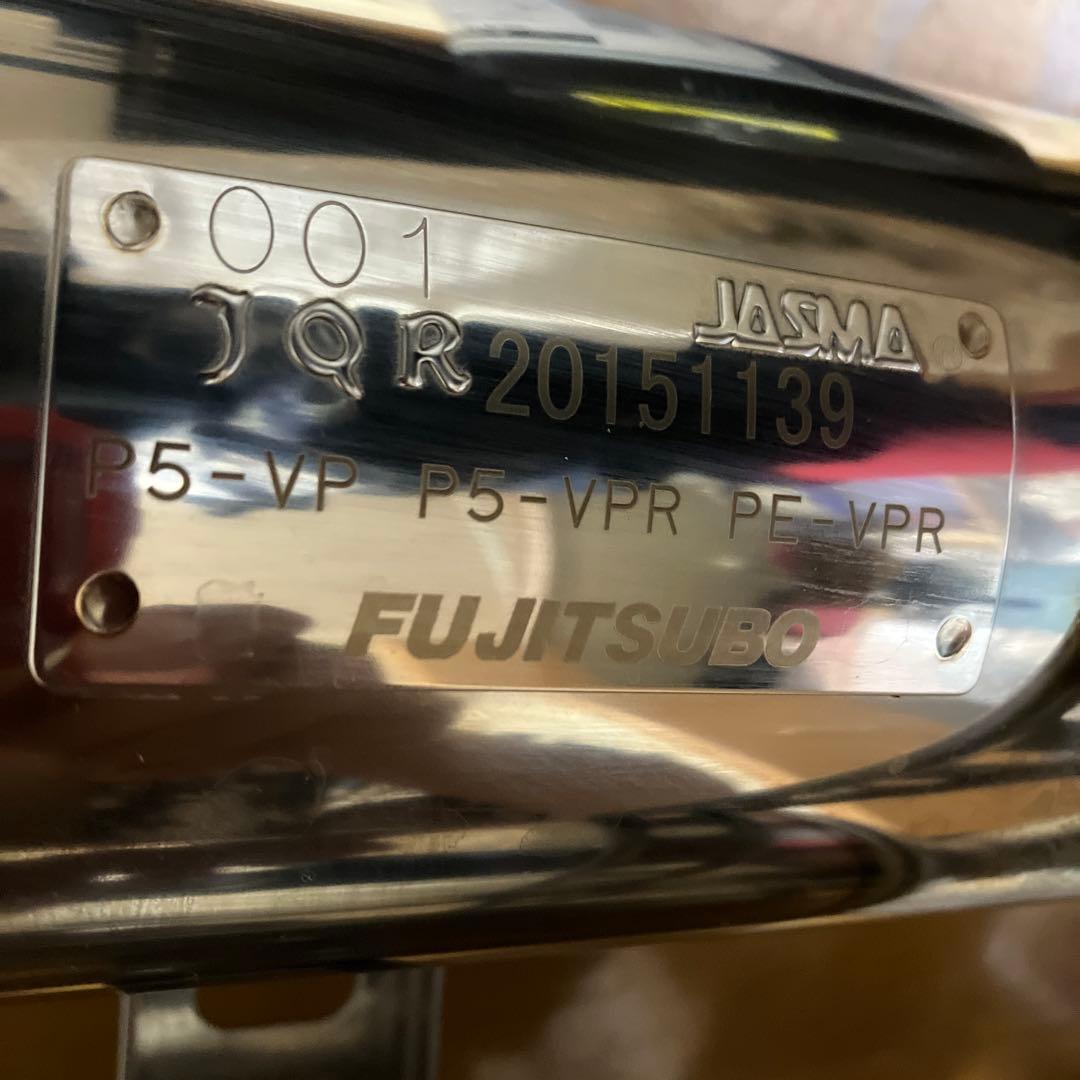 001
JASMA
JQR 20151139
P5-VP P5-VPR PE-VPR
FUJITSUBO